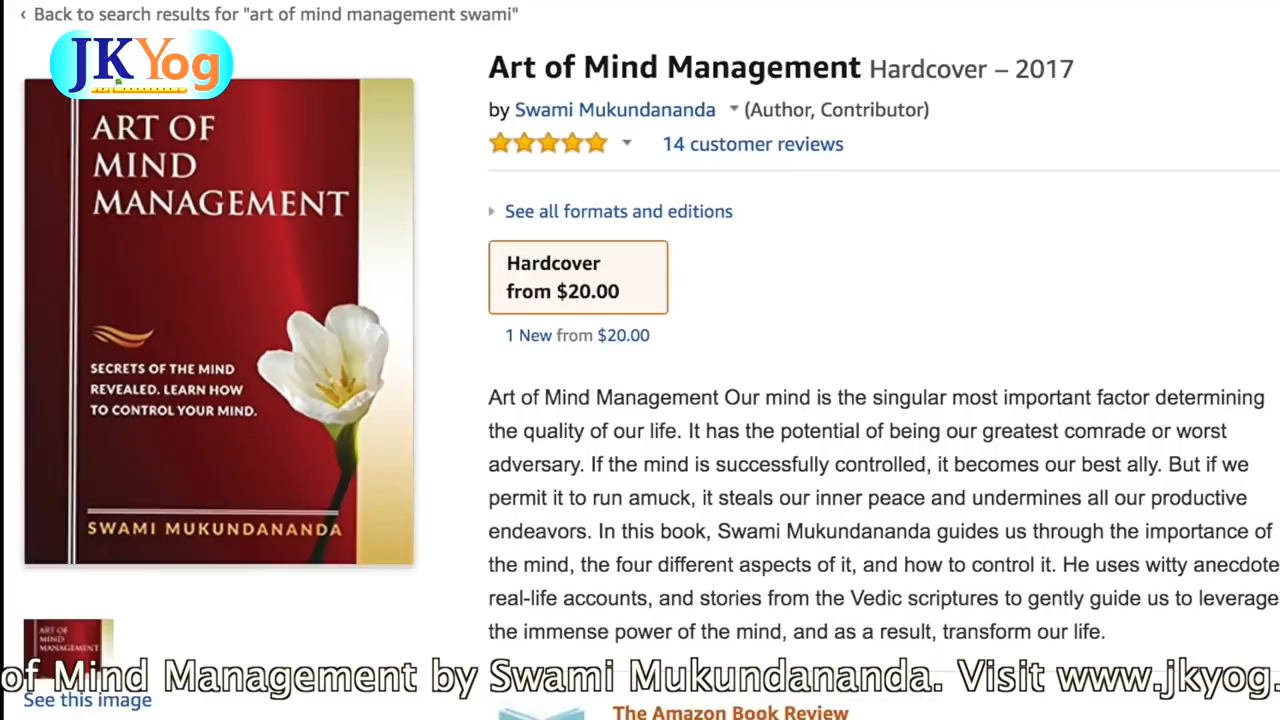 ‹ Back to search results for "art of mind management swami"
JKYog
Art of Mind Management Hardcover – 2017
by Swami Mukundananda (Author, Contributor)
14 customer reviews
See all formats and editions
Hardcover
from $20.00
1 New from $20.00
ART OF
MIND
MANAGEMENT
SECRETS OF THE MIND
REVEALED. LEARN HOW
TO CONTROL YOUR MIND.
SWAMI MUKUNDANANDA
Art of Mind Management Our mind is the singular most important factor determining
the quality of our life. It has the potential of being our greatest comrade or worst
adversary. If the mind is successfully controlled, it becomes our best ally. But if we
permit it to run amuck, it steals our inner peace and undermines all our productive
endeavors. In this book, Swami Mukundananda guides us through the importance of
the mind, the four different aspects of it, and how to control it. He uses witty anecdote
real-life accounts, and stories from the Vedic scriptures to gently guide us to leverage
the immense power of the mind, and as a result, transform our life.
ART OF
MIND
MANAGEMENT
of Mind Management by Swami Mukundananda. Visit www.jkyog.
See this image
The Amazon Book Review